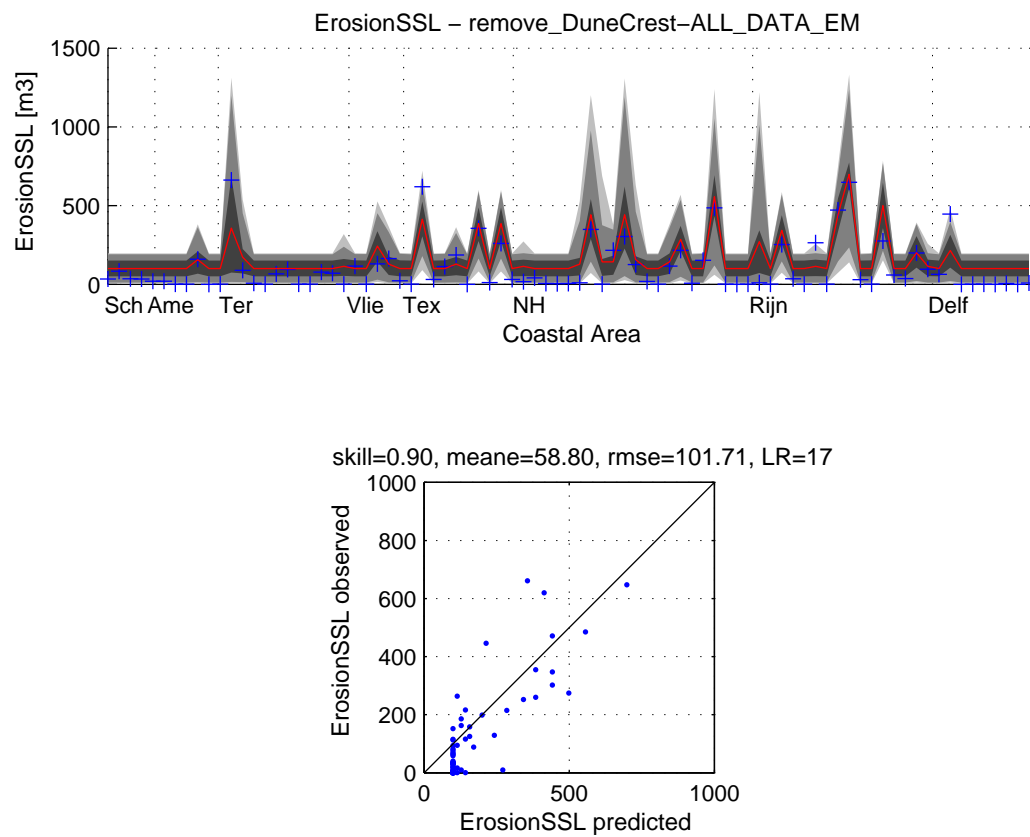 ErosionSSL − remove_DuneCrest−ALL_DATA_EM
1500
1000
500
0
ErosionSSL [m3]
Sch Ame Ter Vlie Tex NH Rijn Delf
Coastal Area
skill=0.90, meane=58.80, rmse=101.71, LR=17
1000
800
600
400
200
0
ErosionSSL observed
0 500 1000
ErosionSSL predicted